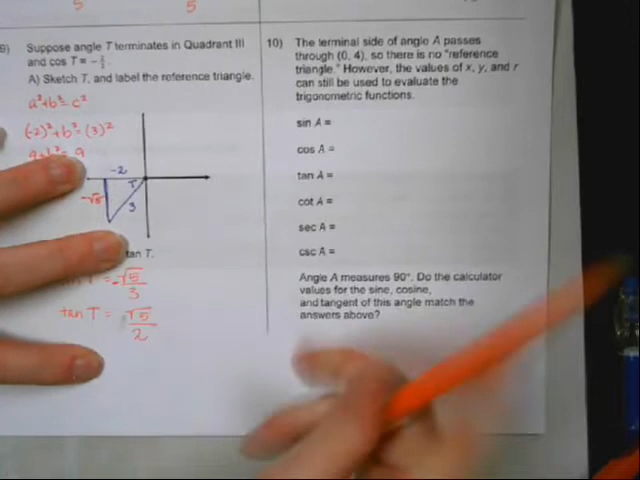 5
5
9) Suppose angle T terminates in Quadrant III
and cos T = -2/3.
A) Sketch T, and label the reference triangle.
a²+b²=c²
(-2)²+b²=(3)²
-2
T
-√5
3
tan T.
= -√5/3
tan T = √5/2
10) The terminal side of angle A passes
through (0, 4), so there is no "reference
triangle." However, the values of x, y, and r
can still be used to evaluate the
trigonometric functions.
sin A =
cos A =
tan A =
cot A =
sec A =
csc A =
Angle A measures 90°. Do the calculator
values for the sine, cosine,
and tangent of this angle match the
answers above?